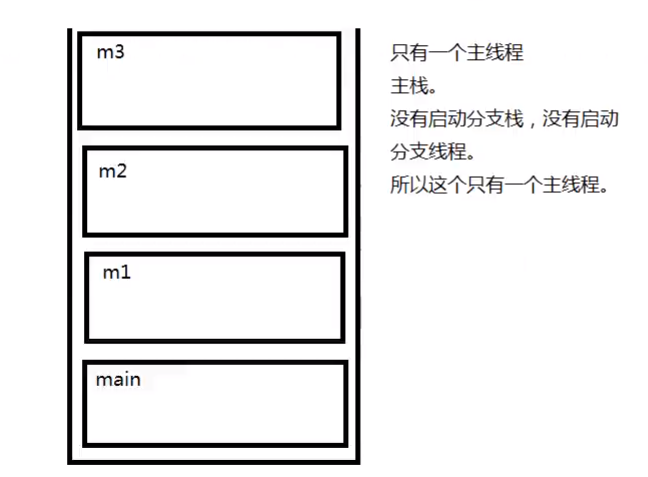 m3
m2
m1
main
只有一个主线程
主栈。
没有启动分支栈，没有启动
分支线程。
所以这个只有一个主线程。